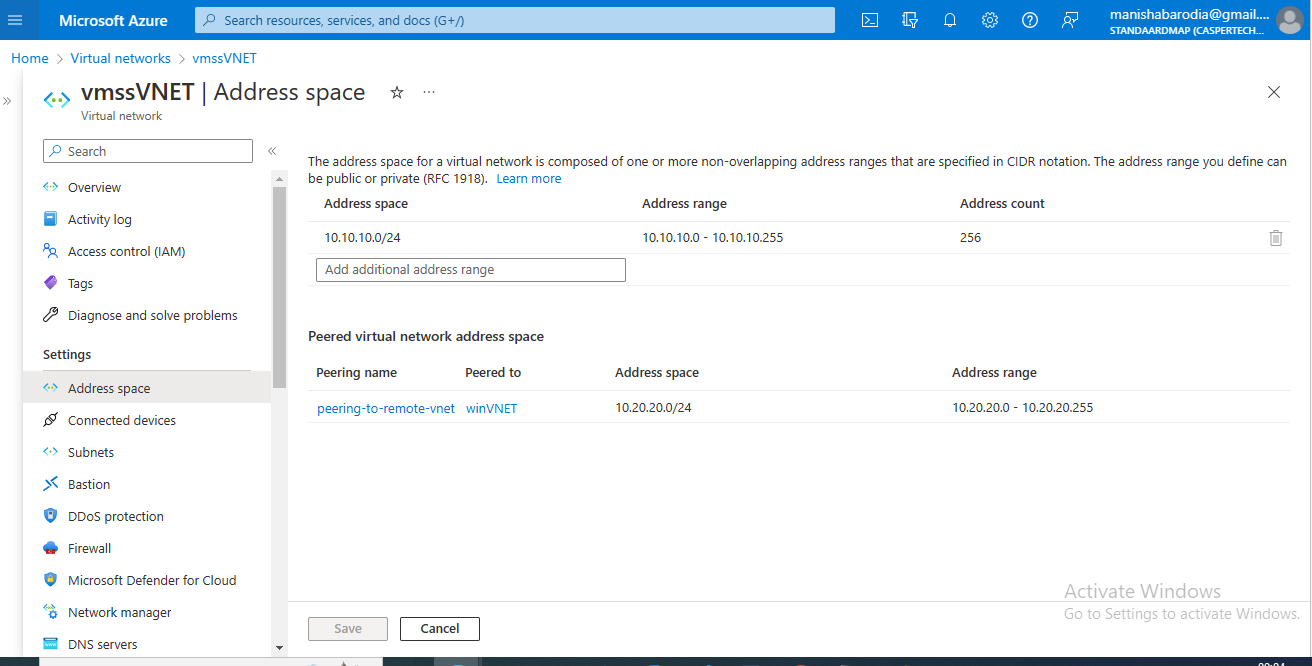 Microsoft Azure
Search resources, services, and docs (G+/)
manishabarodia@gmail....
STANDAARDMAP (CASPERTECH...
Home > Virtual networks > vmssVNET
vmssVNET | Address space
Virtual network
Search
Overview
Activity log
Access control (IAM)
Tags
Diagnose and solve problems
Settings
Address space
Connected devices
Subnets
Bastion
DDoS protection
Firewall
Microsoft Defender for Cloud
Network manager
DNS servers
The address space for a virtual network is composed of one or more non-overlapping address ranges that are specified in CIDR notation. The address range you define can
be public or private (RFC 1918). Learn more
Address space Address range Address count
10.10.10.0/24 10.10.10.0 - 10.10.10.255 256
Add additional address range
Peered virtual network address space
Peering name Peered to Address space Address range
peering-to-remote-vnet winVNET 10.20.20.0/24 10.20.20.0 - 10.20.20.255
Save Cancel
Activate Windows
Go to Settings to activate Windows.